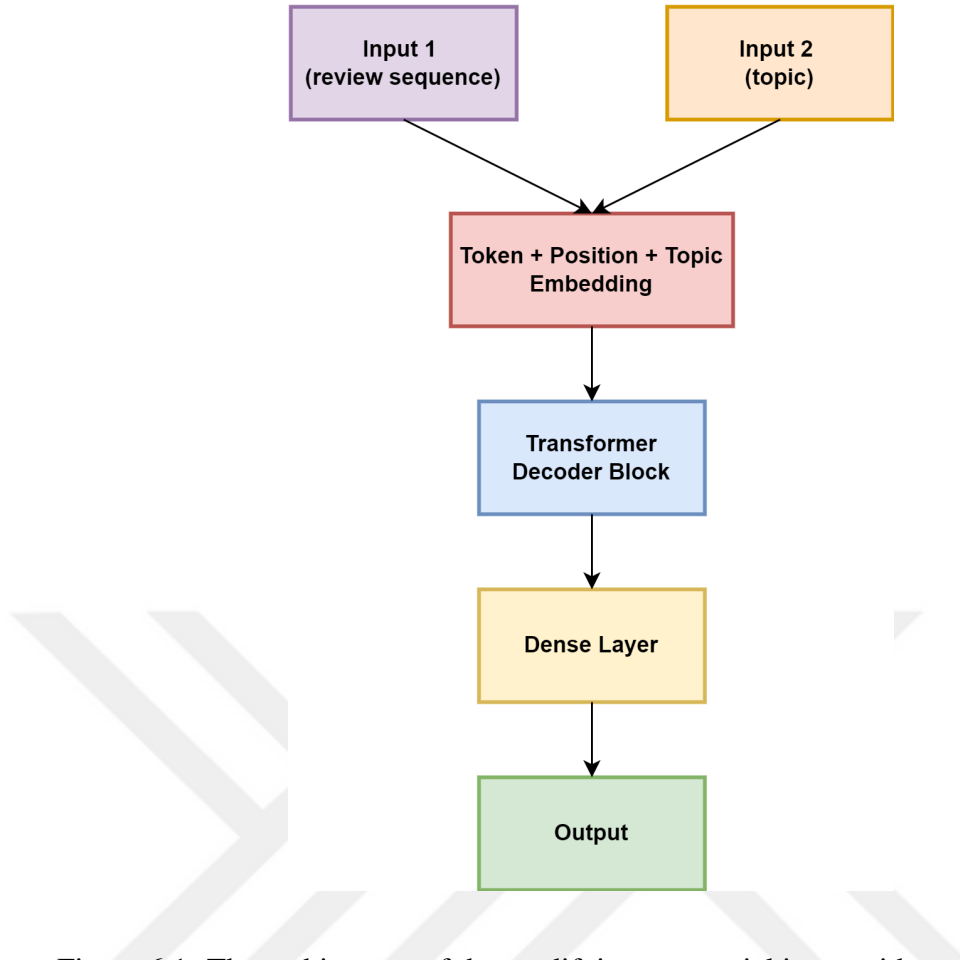 Input 1
(review sequence)
Input 2
(topic)
Token + Position + Topic
Embedding
Transformer
Decoder Block
Dense Layer
Output